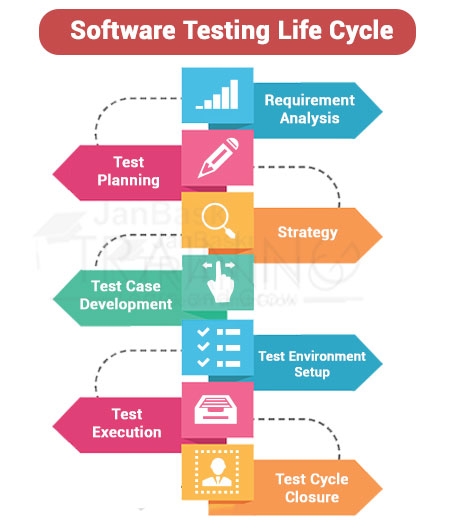 Software Testing Life Cycle
Requirement
Analysis
Test
Planning
JanBask
Strategy
JanBask
TRAINING
Test Case
Development
Test Environment
Setup
Test
Execution
Test Cycle
Closure